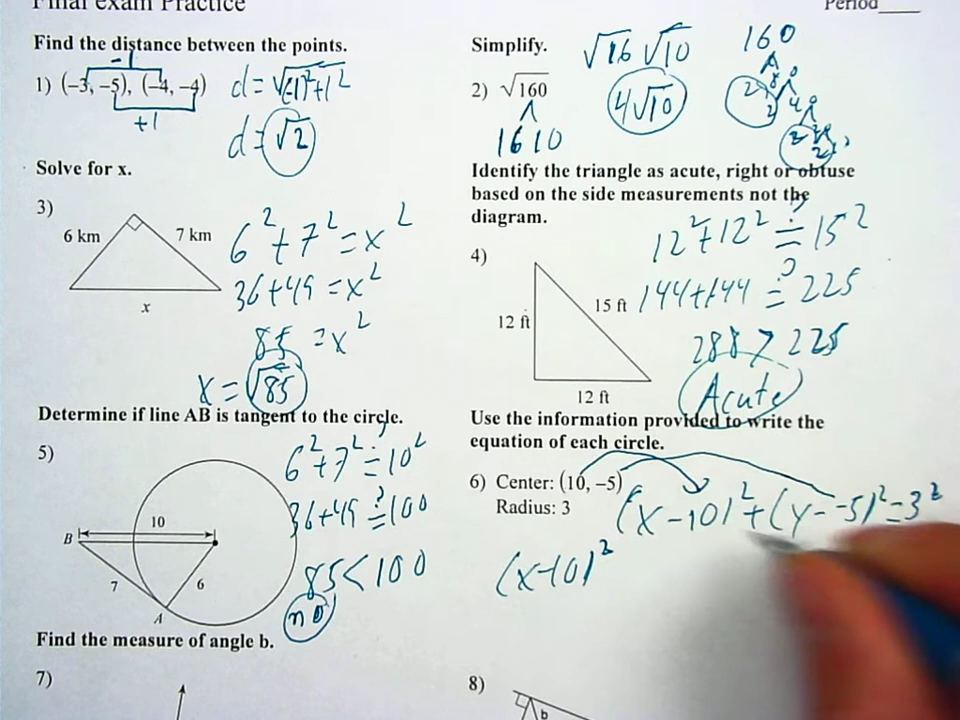 Final exam Practice
Period
Find the distance between the points.
-1
1) (−3, −5), (−4, −4)
+1
d = √(-1)²+1²
d = √2
Simplify.
2) √160
16 10
√16 √10
4√10
160
Solve for x.
3)
6 km
7 km
x
6² + 7² = x²
36+49 = x²
85 = x²
x = √85
Identify the triangle as acute, right or obtuse
based on the side measurements not the
diagram.
4)
12 ft
15 ft
12 ft
12²+12² ≟ 15²
144+144 ≟ 225
288 > 225
Acute
Determine if line AB is tangent to the circle.
5)
10
B
7
6
A
6²+7² ≟ 10²
36+49 ≟ 100
85 < 100
no
Use the information provided to write the
equation of each circle.
6) Center: (10, −5)
Radius: 3
(x − 10)² + (y − −5)² = 3²
(x−10)²
Find the measure of angle b.
7)
8)
b